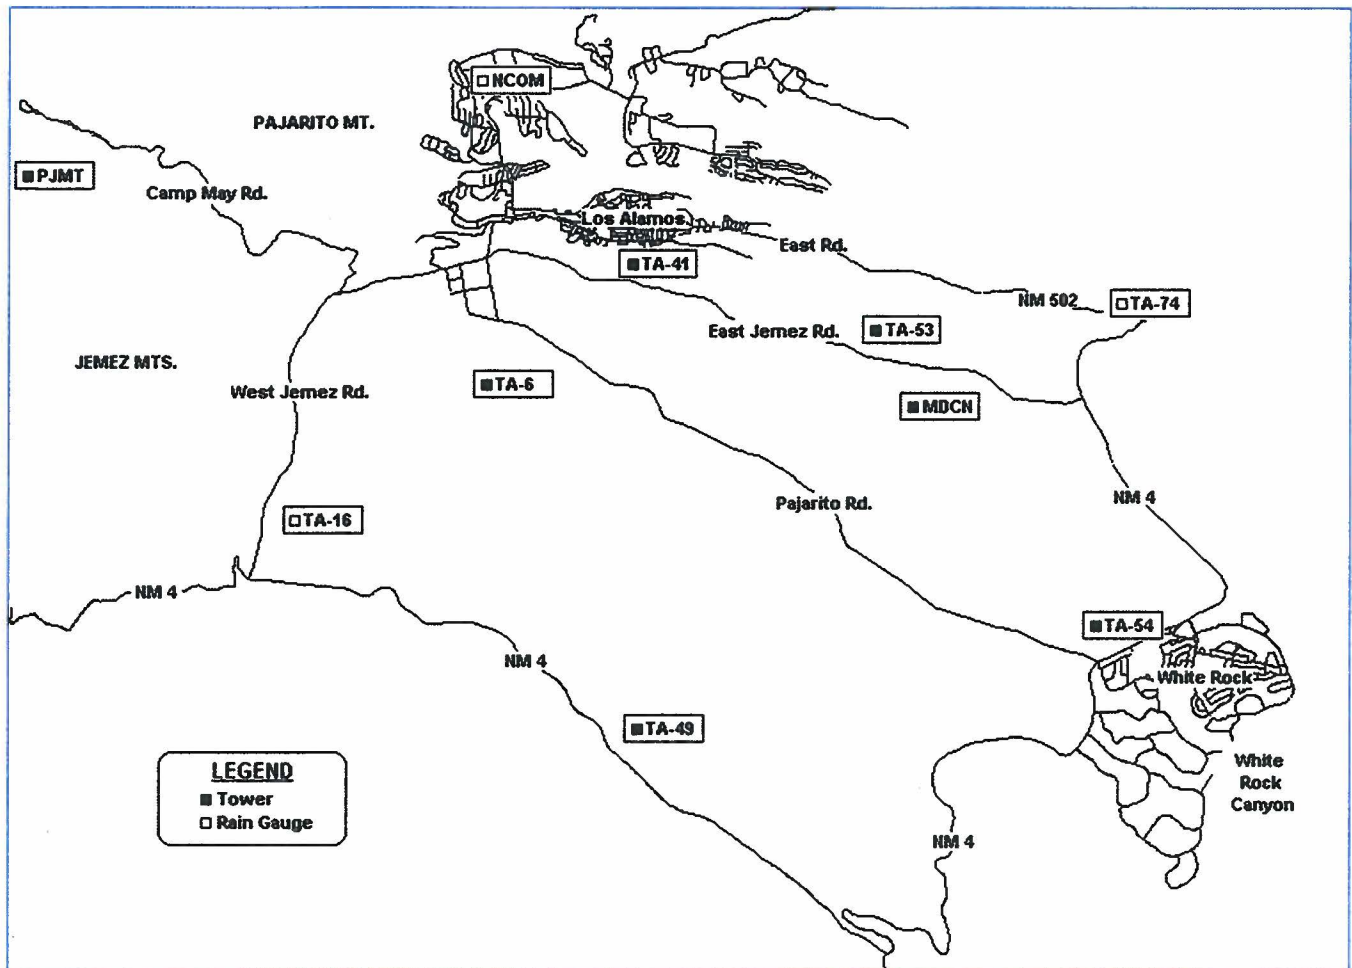 NCOM
PAJARITO MT.
PJMT
Camp May Rd.
Los Alamos
East Rd.
TA-41
NM 502
TA-74
East Jemez Rd.
TA-53
JEMEZ MTS.
West Jemez Rd.
TA-6
MDCN
NM 4
Pajarito Rd.
TA-16
NM 4
TA-54
NM 4
White Rock
TA-49
White
Rock
Canyon
LEGEND
Tower
Rain Gauge
NM 4